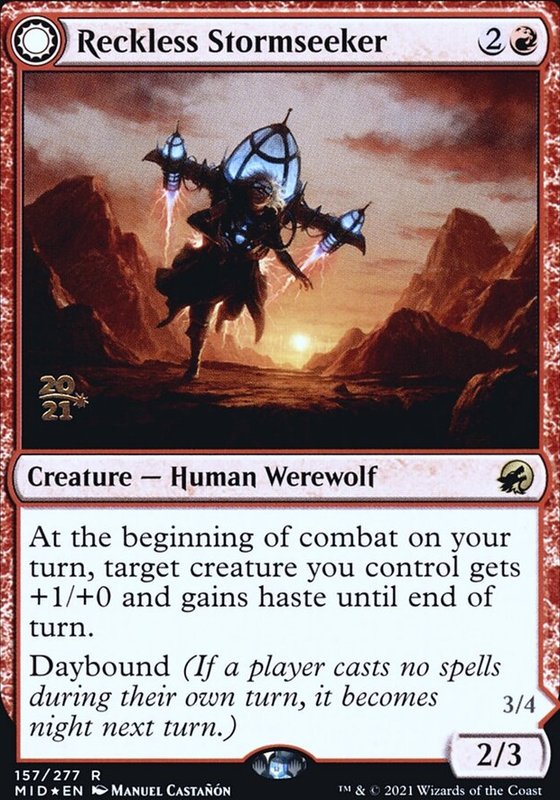 Reckless Stormseeker 2
20
21
Creature — Human Werewolf
At the beginning of combat on your
turn, target creature you control gets
+1/+0 and gains haste until end of
turn.
Daybound (If a player casts no spells
during their own turn, it becomes
night next turn.)
3/4
2/3
157/277 R
MID★EN Manuel Castañón
™ & © 2021 Wizards of the Coast